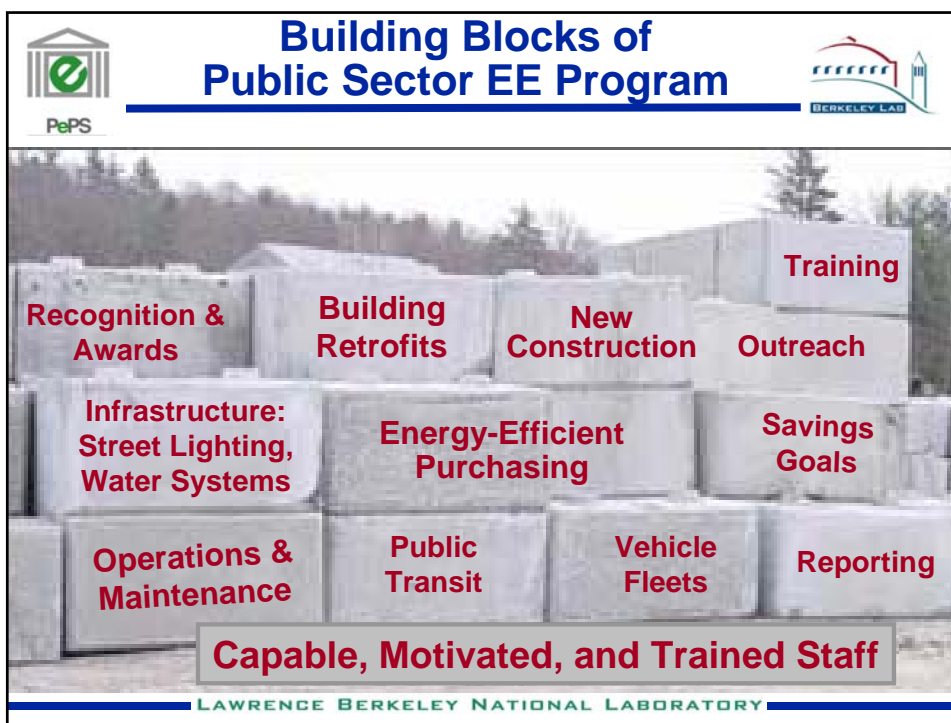 Building Blocks of
Public Sector EE Program
PePS
BERKELEY LAB
Training
Recognition &
Awards
Building
Retrofits
New
Construction
Outreach
Infrastructure:
Street Lighting,
Water Systems
Energy-Efficient
Purchasing
Savings
Goals
Operations &
Maintenance
Public
Transit
Vehicle
Fleets
Reporting
Capable, Motivated, and Trained Staff
LAWRENCE BERKELEY NATIONAL LABORATORY